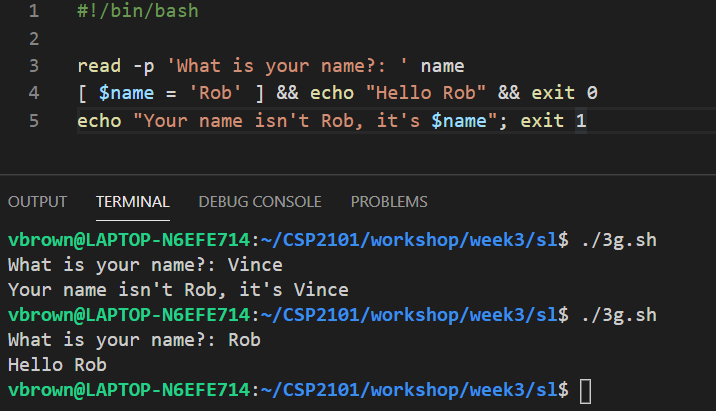 1 #!/bin/bash
2
3 read -p 'What is your name?: ' name
4 [ $name = 'Rob' ] && echo "Hello Rob" && exit 0
5 echo "Your name isn't Rob, it's $name"; exit 1
OUTPUT TERMINAL DEBUG CONSOLE PROBLEMS
vbrown@LAPTOP-N6EFE714:~/CSP2101/workshop/week3/sl$ ./3g.sh
What is your name?: Vince
Your name isn't Rob, it's Vince
vbrown@LAPTOP-N6EFE714:~/CSP2101/workshop/week3/sl$ ./3g.sh
What is your name?: Rob
Hello Rob
vbrown@LAPTOP-N6EFE714:~/CSP2101/workshop/week3/sl$